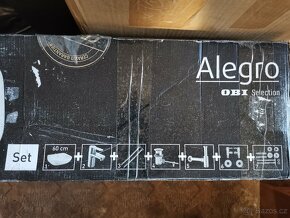 Alegro
OBI Selection
Set
60 cm